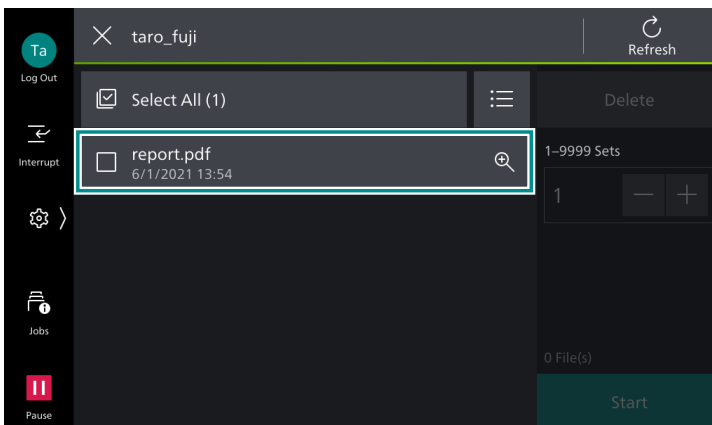 Ta
Log Out
Interrupt
Jobs
Pause
taro_fuji
Refresh
Select All (1)
report.pdf
6/1/2021 13:54
Delete
1–9999 Sets
1
0 File(s)
Start